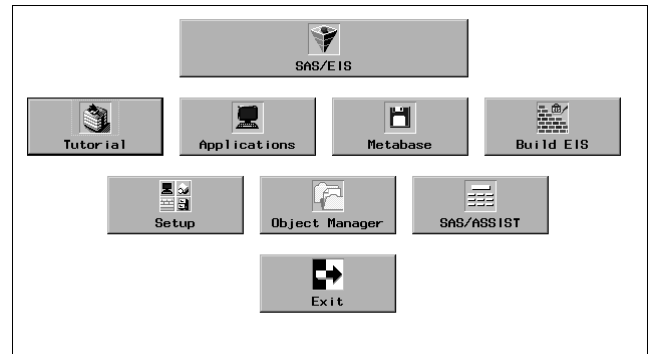 SAS/EIS
Tutorial Applications Metabase Build EIS
Setup Object Manager SAS/ASSIST
Exit